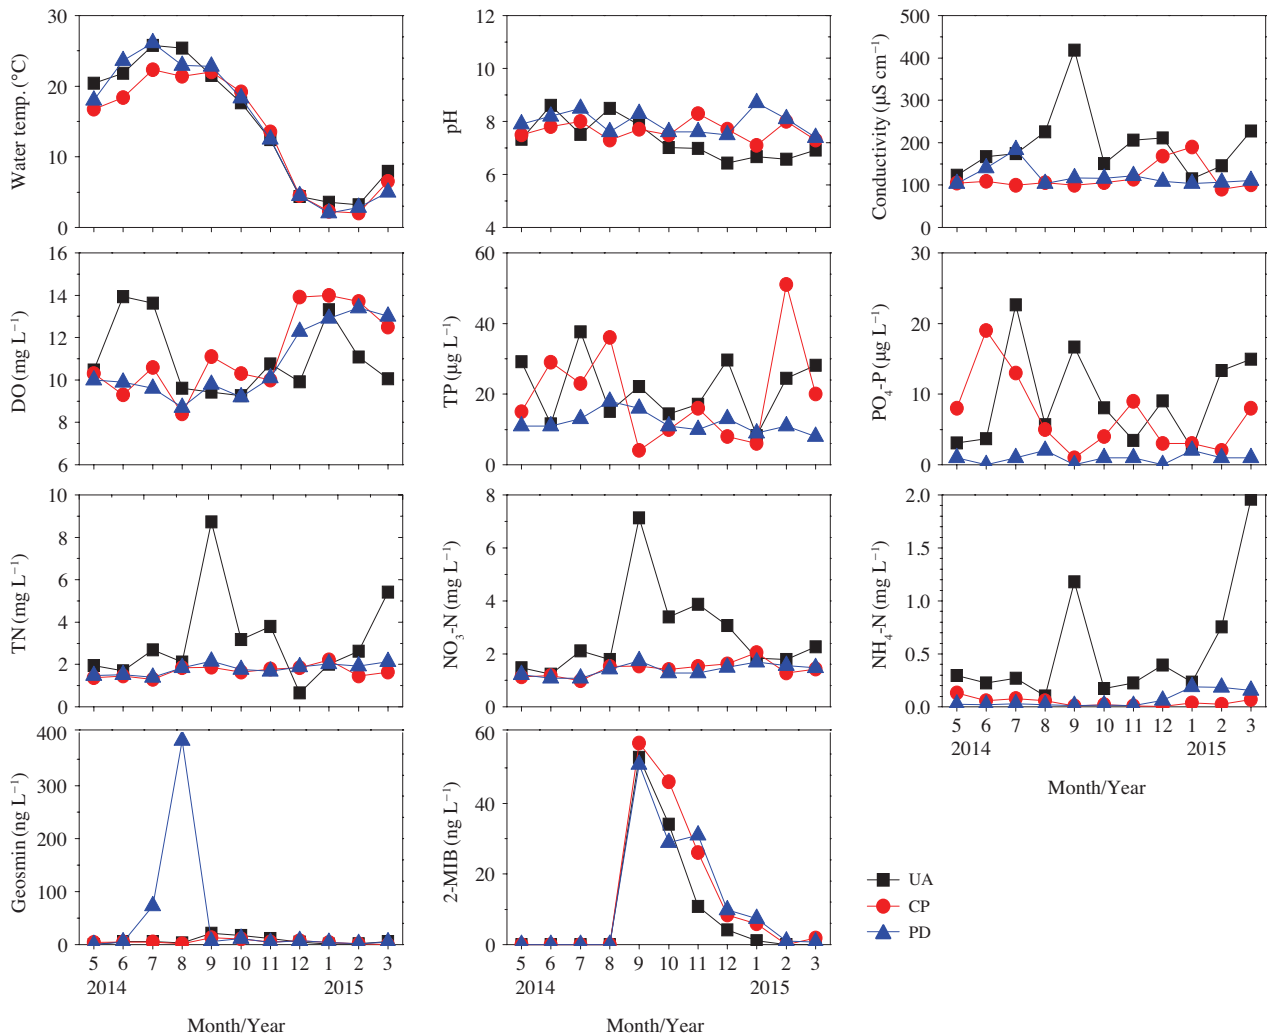 30
20
10
0
Water temp. (°C)
12
10
8
6
4
pH
500
400
300
200
100
0
Conductivity (µS cm⁻¹)
16
14
12
10
8
6
DO (mg L⁻¹)
60
40
20
0
TP (µg L⁻¹)
30
20
10
0
PO₄-P (µg L⁻¹)
10
8
6
4
2
0
TN (mg L⁻¹)
8
6
4
2
0
NO₃-N (mg L⁻¹)
2.0
1.5
1.0
0.5
0.0
NH₄-N (mg L⁻¹)
5 6 7 8 9 10 11 12 1 2 3
2014 2015
Month/Year
400
300
200
100
0
Geosmin (ng L⁻¹)
5 6 7 8 9 10 11 12 1 2 3
2014 2015
Month/Year
60
40
20
0
2-MIB (ng L⁻¹)
5 6 7 8 9 10 11 12 1 2 3
2014 2015
Month/Year
UA
CP
PD